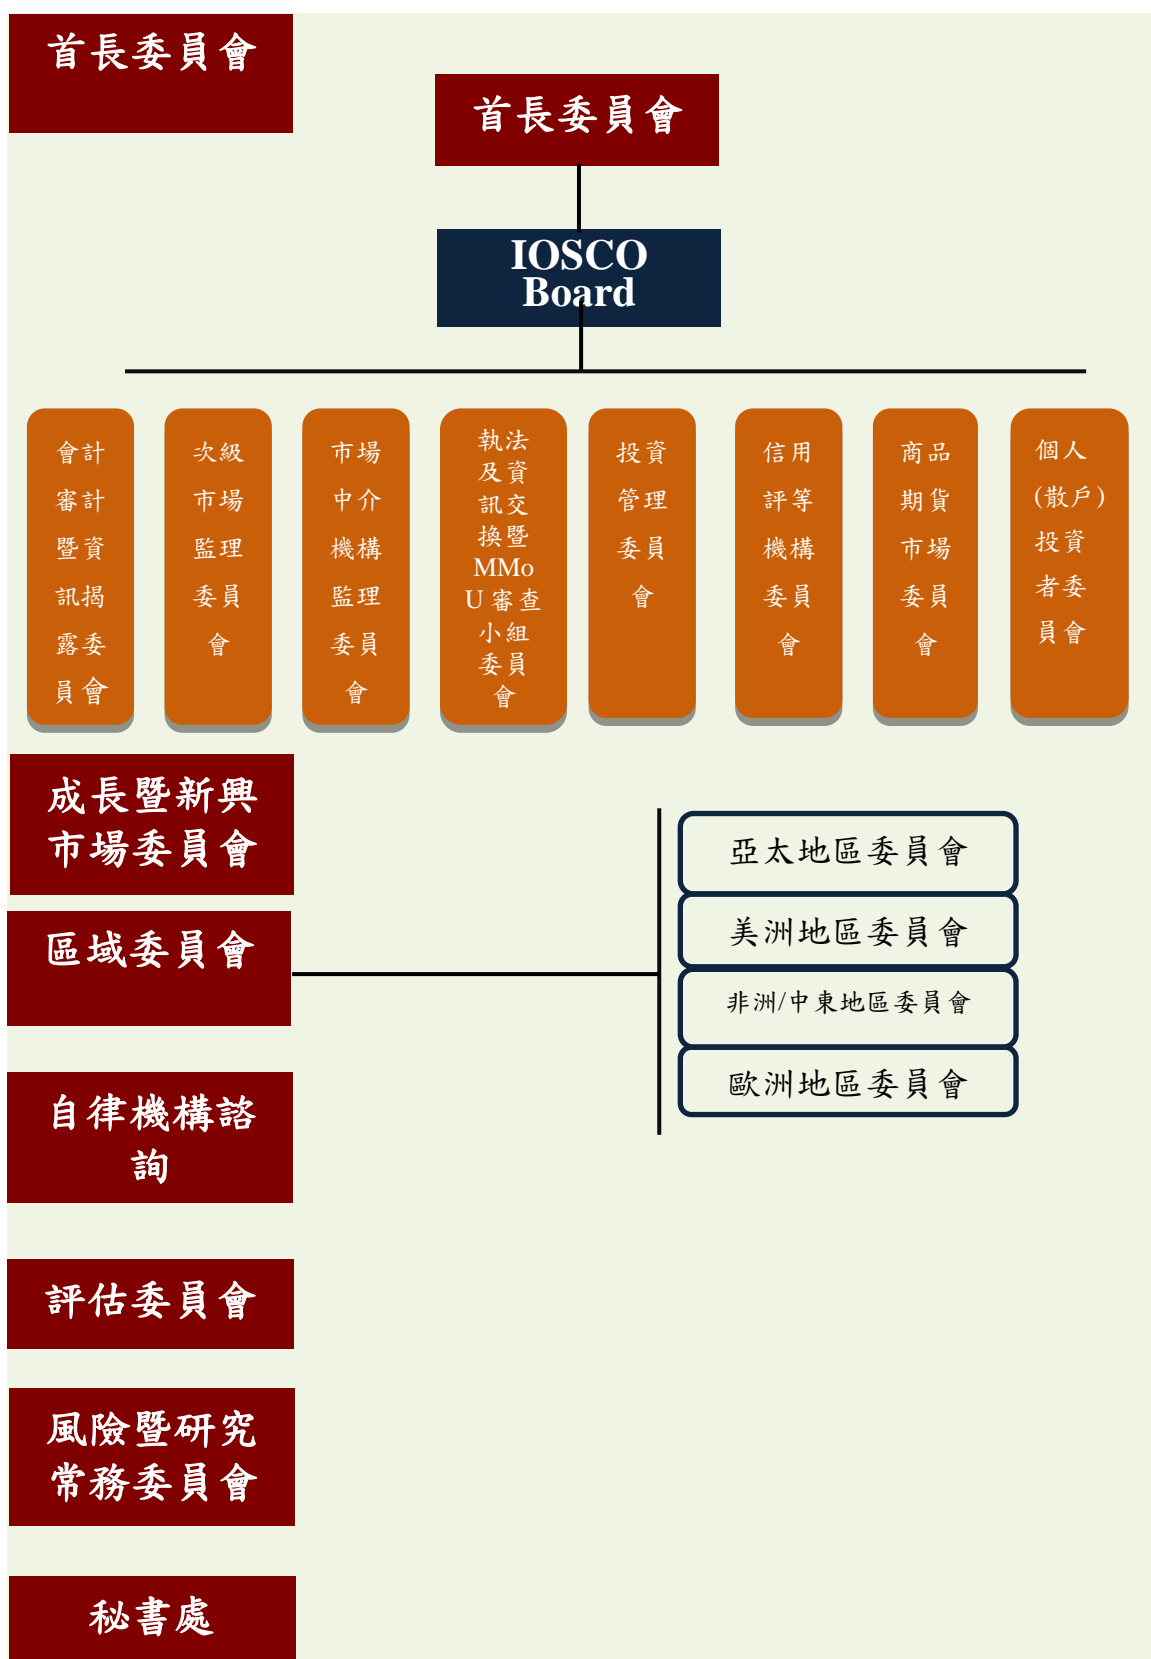 首長委員會
首長委員會
IOSCO
Board
會計
審計
暨資
訊揭
露委
員會
次級
市場
監理
委員
會
市場
中介
機構
監理
委員
會
執法
及資
訊交
換暨
MMo
U 審查
小組
委員
會
投資
管理
委員
會
信用
評等
機構
委員
會
商品
期貨
市場
委員
會
個人
(散戶)
投資
者委
員會
成長暨新興
市場委員會
區域委員會
亞太地區委員會
美洲地區委員會
非洲/中東地區委員會
歐洲地區委員會
自律機構諮
詢
評估委員會
風險暨研究
常務委員會
秘書處